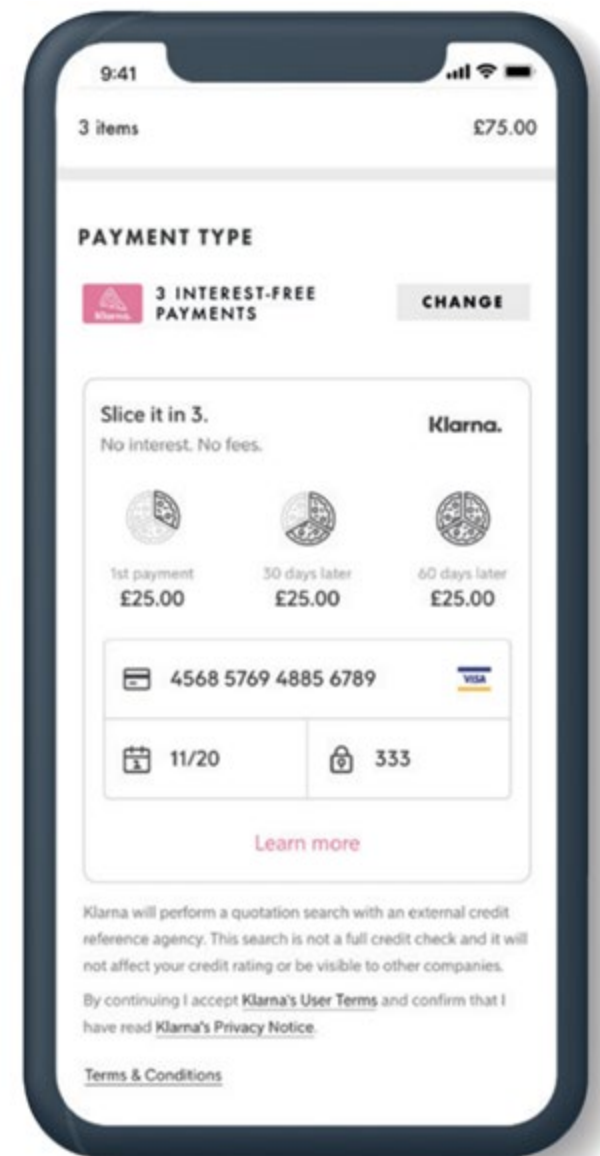 9:41
3 items £75.00
PAYMENT TYPE
Klarna.
3 INTEREST-FREE
PAYMENTS
CHANGE
Slice it in 3.
No interest. No fees.
Klarna.
1st payment 30 days later 60 days later
£25.00 £25.00 £25.00
4568 5769 4885 6789 VISA
11/20 333
Learn more
Klarna will perform a quotation search with an external credit
reference agency. This search is not a full credit check and it will
not affect your credit rating or be visible to other companies.
By continuing I accept Klarna's User Terms and confirm that I
have read Klarna's Privacy Notice.
Terms & Conditions